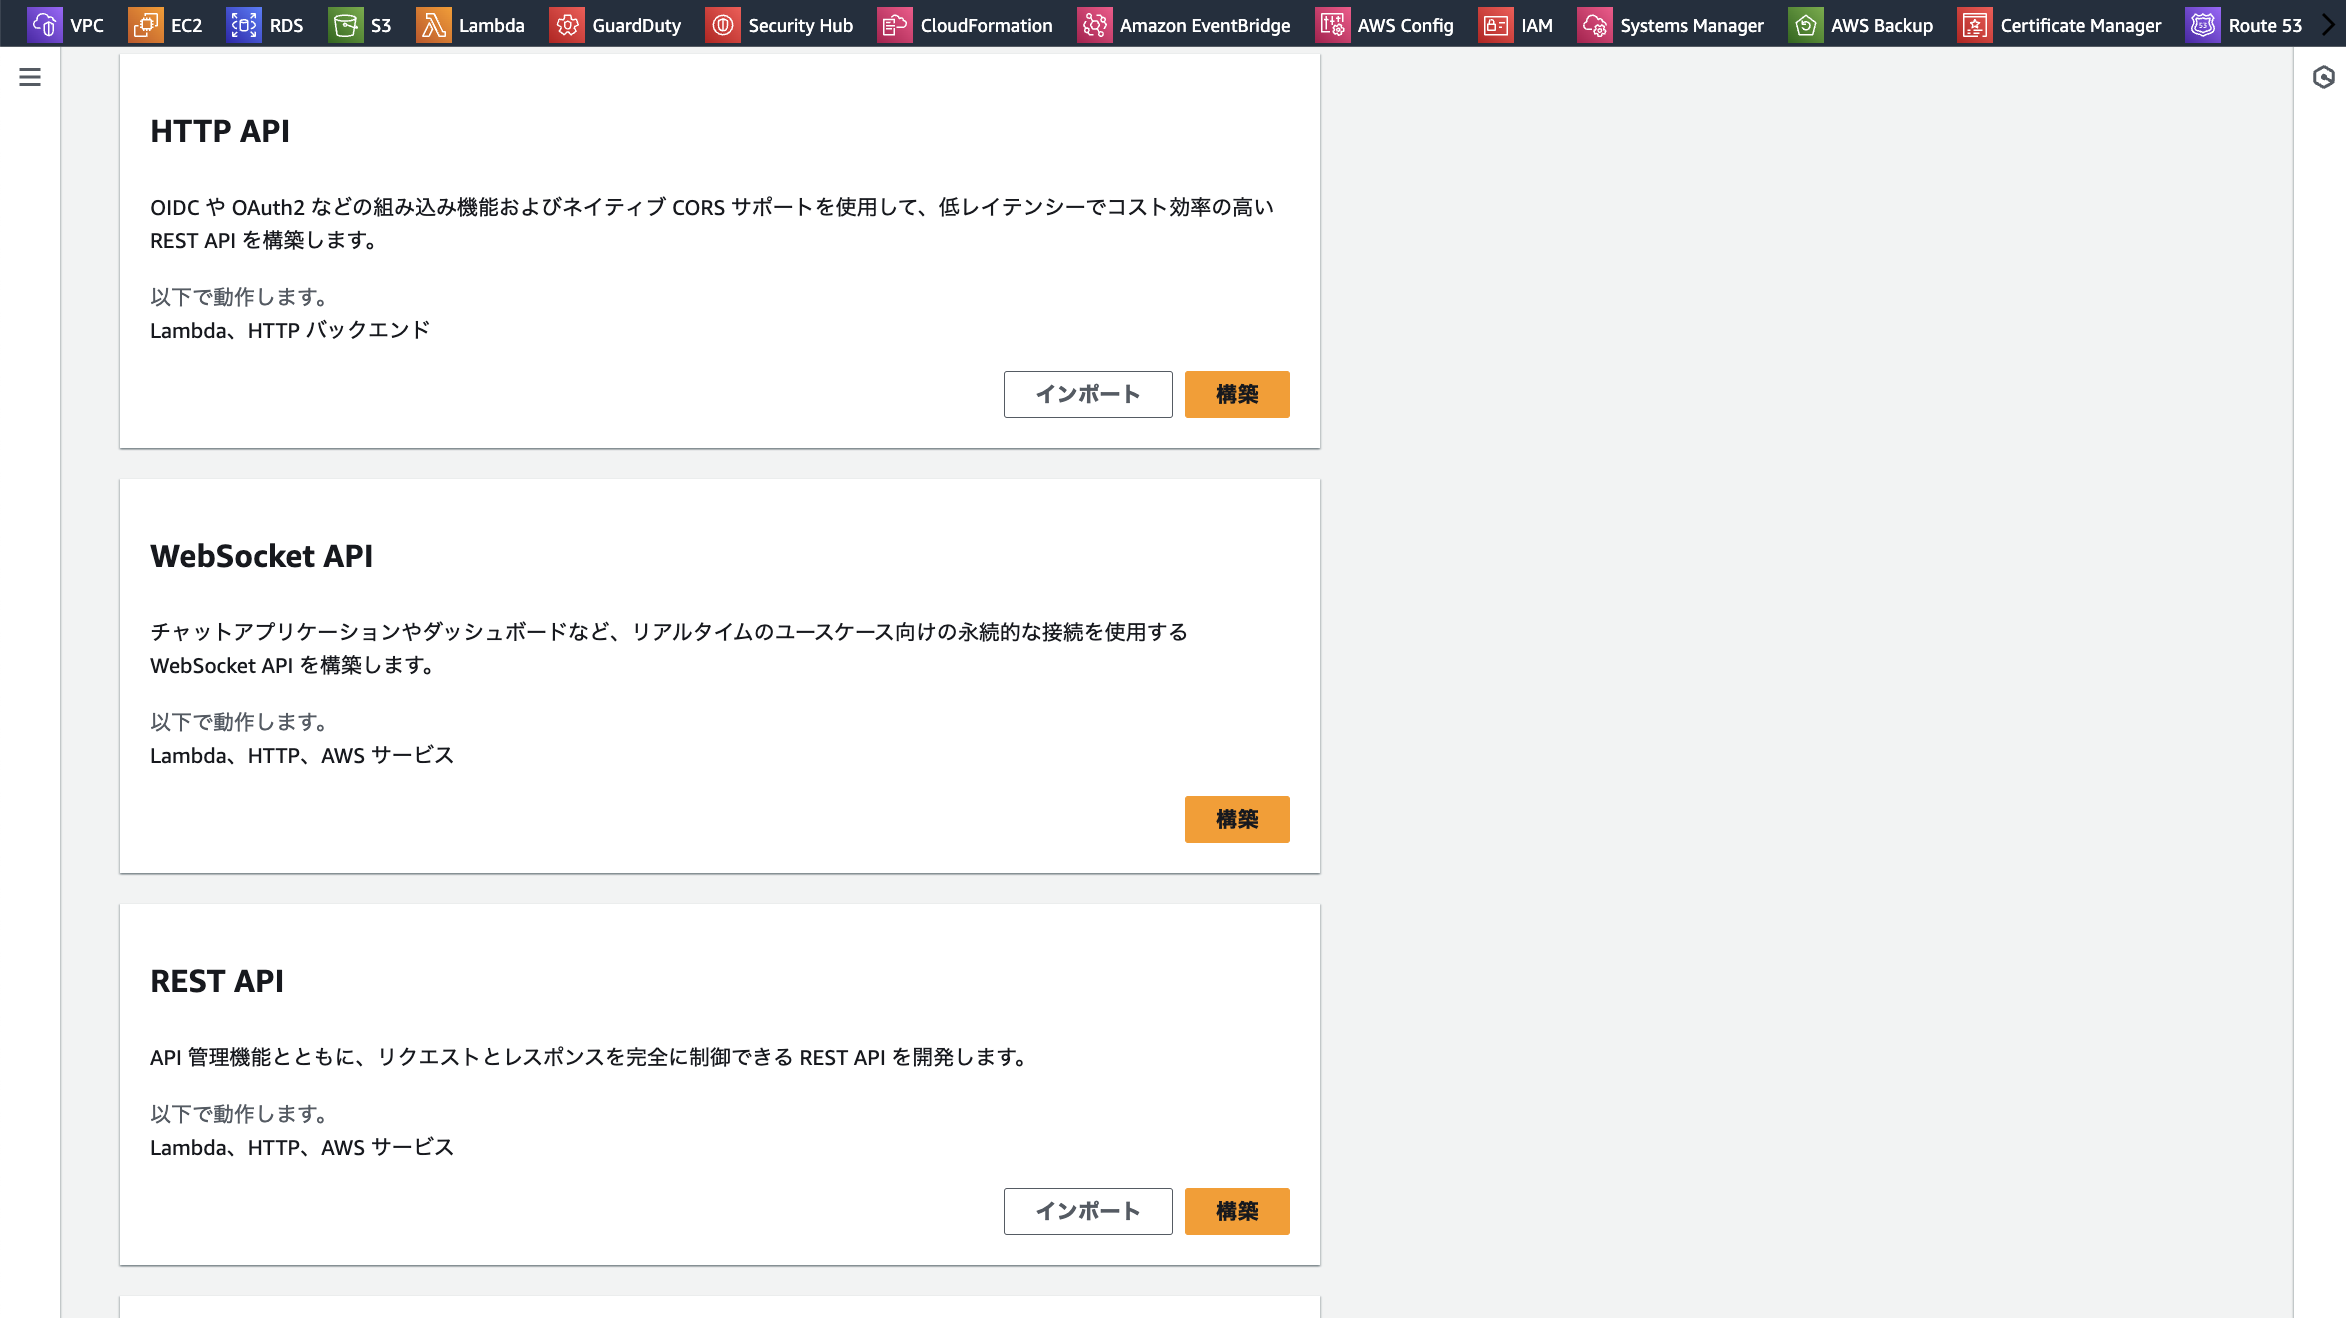 VPC EC2 RDS S3 Lambda GuardDuty Security Hub CloudFormation Amazon EventBridge AWS Config IAM Systems Manager AWS Backup Certificate Manager Route 53
HTTP API
OIDC や OAuth2 などの組み込み機能およびネイティブ CORS サポートを使用して、低レイテンシーでコスト効率の高い
REST API を構築します。
以下で動作します。
Lambda、HTTP バックエンド
インポート 構築
WebSocket API
チャットアプリケーションやダッシュボードなど、リアルタイムのユースケース向けの永続的な接続を使用する
WebSocket API を構築します。
以下で動作します。
Lambda、HTTP、AWS サービス
構築
REST API
API 管理機能とともに、リクエストとレスポンスを完全に制御できる REST API を開発します。
以下で動作します。
Lambda、HTTP、AWS サービス
インポート 構築